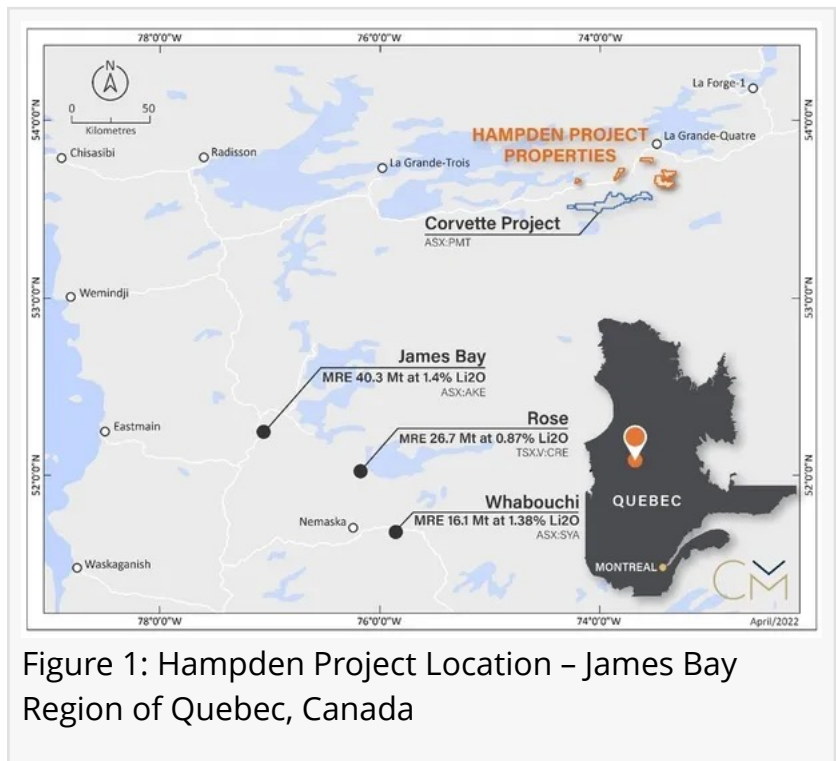 78°0'0"W
76°0'0"W
74°0'0"W
N
0 50
Kilometres
54°0'0"N
54°0'0"N
La Forge-1
HAMPDEN PROJECT
PROPERTIES
La Grande-Quatre
Chisasibi
Radisson
La Grande-Trois
Corvette Project
ASX:PMT
53°0'0"N
53°0'0"N
Wemindji
James Bay
MRE 40.3 Mt at 1.4% Li2O
ASX:AKE
Eastmain
Rose
MRE 26.7 Mt at 0.87% Li2O
TSX.V:CRE
52°0'0"N
52°0'0"N
Whabouchi
MRE 16.1 Mt at 1.38% Li2O
ASX:SYA
Nemaska
QUEBEC
Waskaganish
MONTREAL
CM
78°0'0"W
76°0'0"W
74°0'0"W
April/2022
Figure 1: Hampden Project Location – James Bay
Region of Quebec, Canada